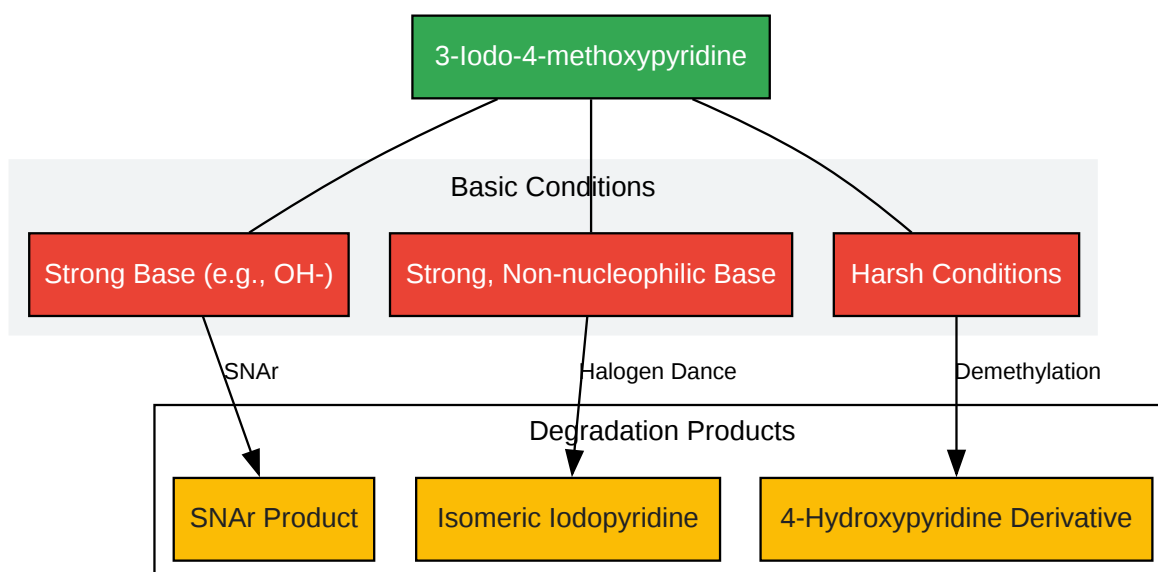 3-Iodo-4-methoxypyridine
Basic Conditions
Strong Base (e.g., OH-)
Strong, Non-nucleophilic Base
Harsh Conditions
SNAr
Halogen Dance
Demethylation
Degradation Products
SNAr Product
Isomeric Iodopyridine
4-Hydroxypyridine Derivative